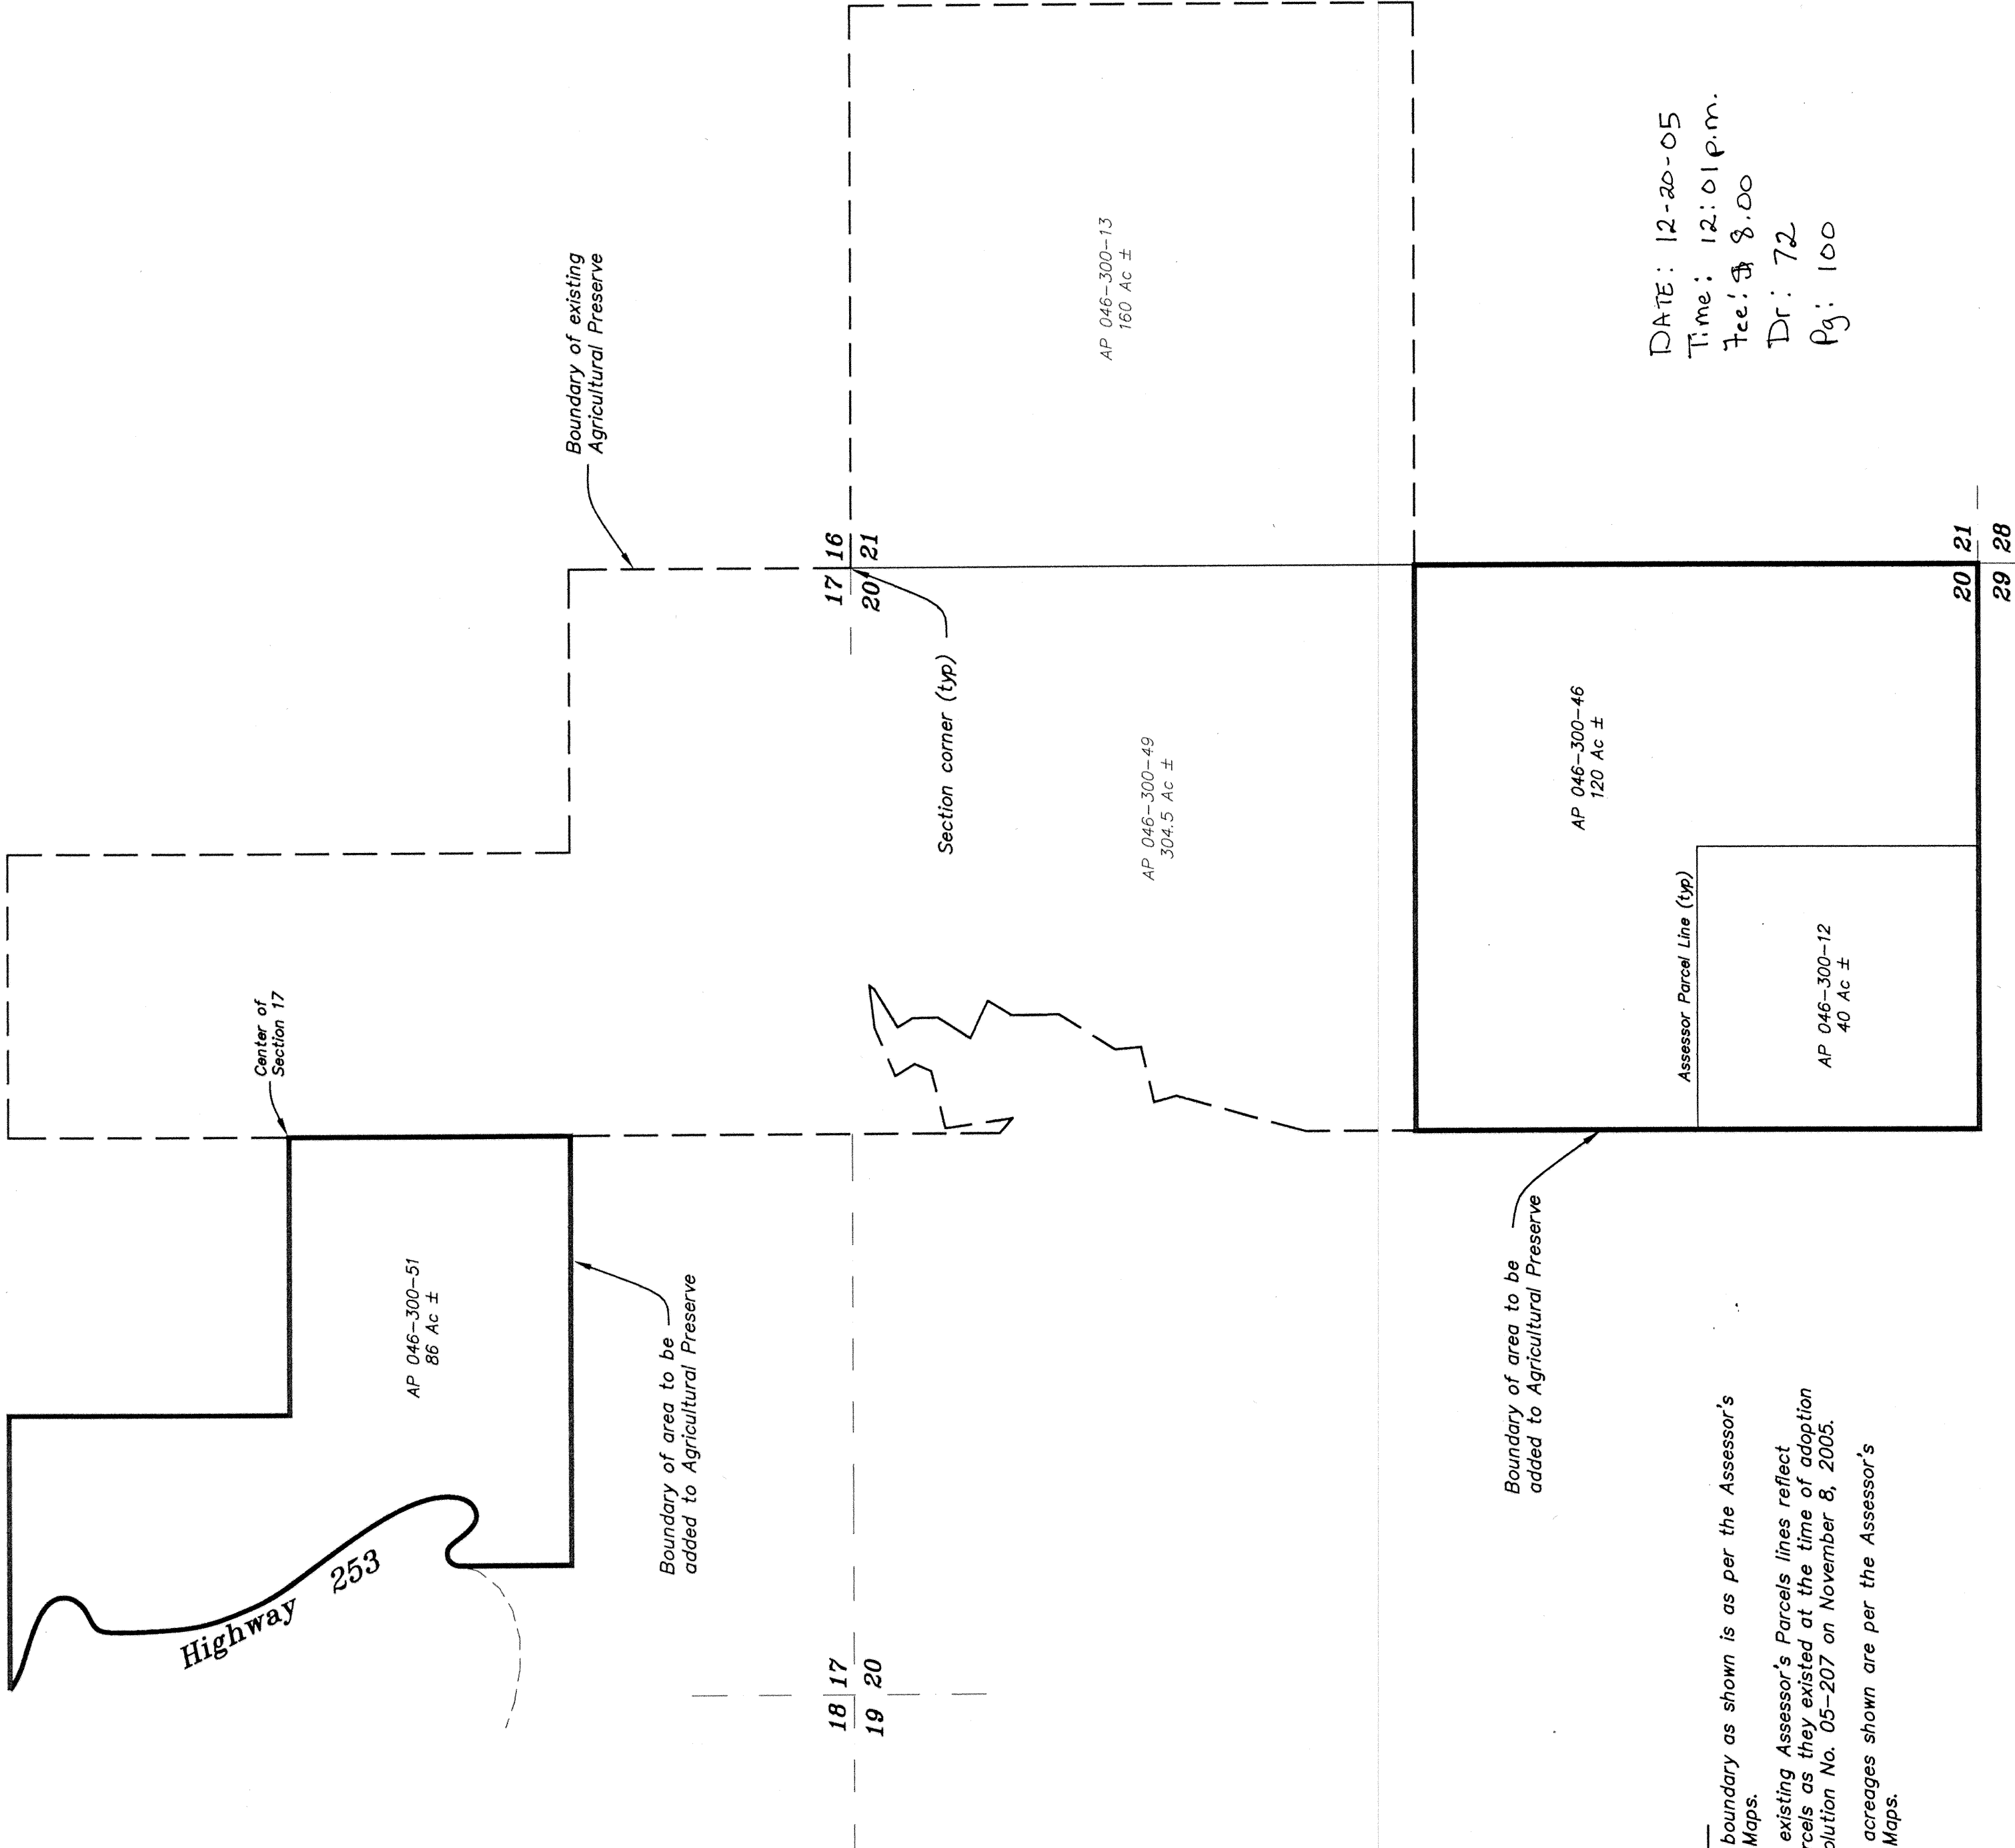 Highway 253
AP 046-300-51
86 Ac ±
Center of
Section 17
Boundary of area to be
added to Agricultural Preserve
Boundary of existing
Agricultural Preserve
18 17
19 20
17 16
20 21
Section corner (typ)
AP 046-300-49
304.5 Ac ±
AP 046-300-13
160 Ac ±
Boundary of area to be
added to Agricultural Preserve
AP 046-300-46
120 Ac ±
Assessor Parcel Line (typ)
AP 046-300-12
40 Ac ±
20 21
29 28
DATE: 12-20-05
Time: 12:01 p.m.
Fee: $ 8.00
Dr: 72
Pg: 100
boundary as shown is as per the Assessor's
Maps.
existing Assessor's Parcels lines reflect
rcels as they existed at the time of adoption
olution No. 05-207 on November 8, 2005.
acreages shown are per the Assessor's
Maps.